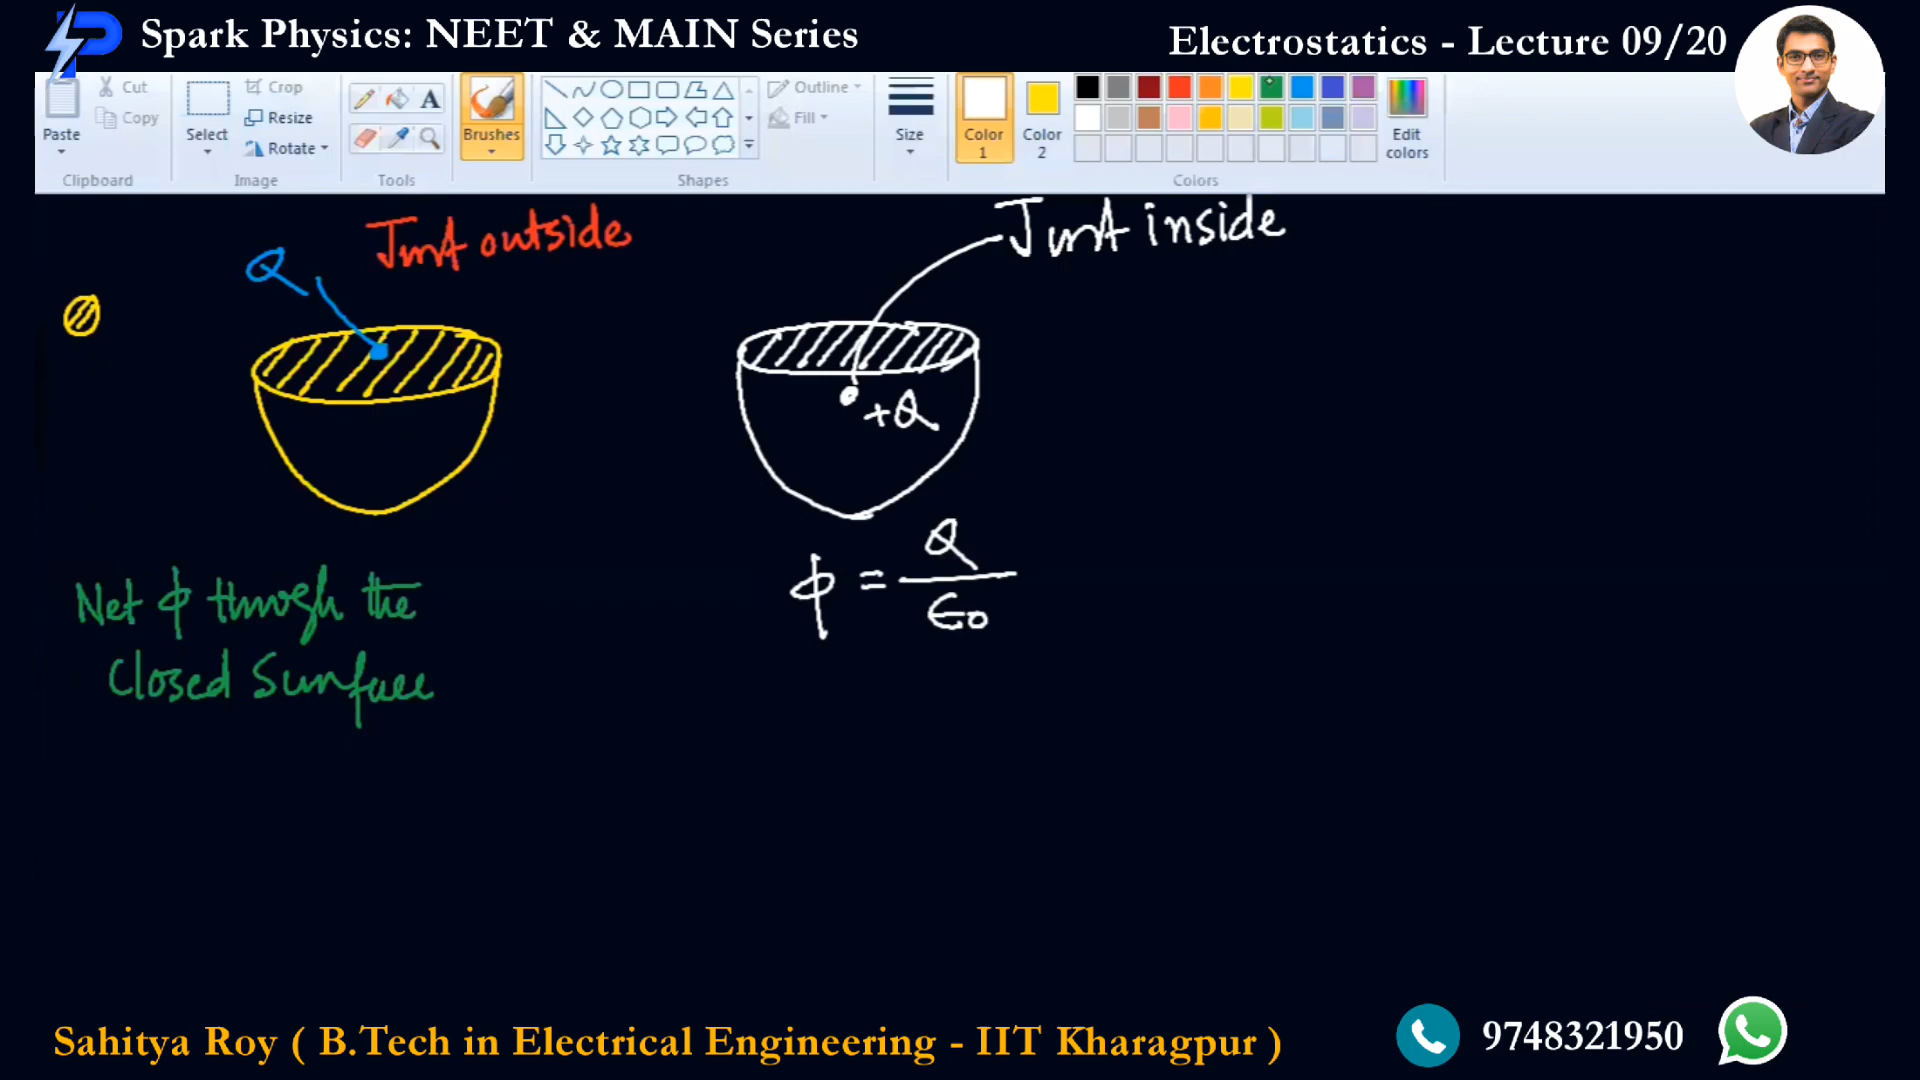 Spark Physics: NEET & MAIN Series
Electrostatics - Lecture 09/20
Cut
Copy
Paste
Clipboard
Crop
Resize
Rotate
Select
Image
A
Tools
Brushes
Outline
Fill
Shapes
Size
Color 1
Color 2
Edit colors
Colors
Q
Just outside
Just inside
+Q
Net ϕ through the
Closed Surface
ϕ = Q/ε0
Sahitya Roy ( B.Tech in Electrical Engineering - IIT Kharagpur )
9748321950